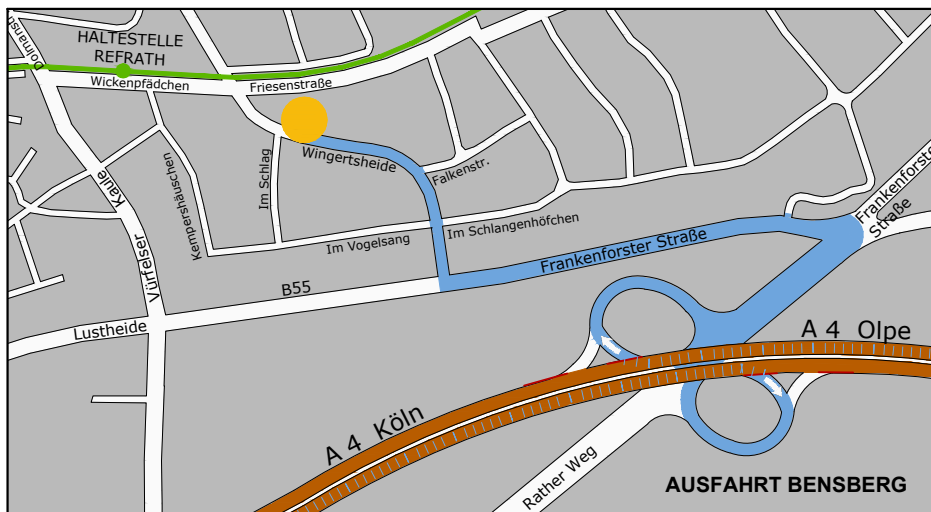 Dolmanstr.
HALTESTELLE
REFRATH
Wickenpfädchen
Friesenstraße
Wingertsheide
Im Schlag
Kempershäuschen
Falkenstr.
Vürfelser Kaule
Im Vogelsang
Im Schlangenhöfchen
Frankenforster
Straße
Frankenforster Straße
B55
Lustheide
A 4 Olpe
A 4 Köln
Rather Weg
AUSFAHRT BENSBERG